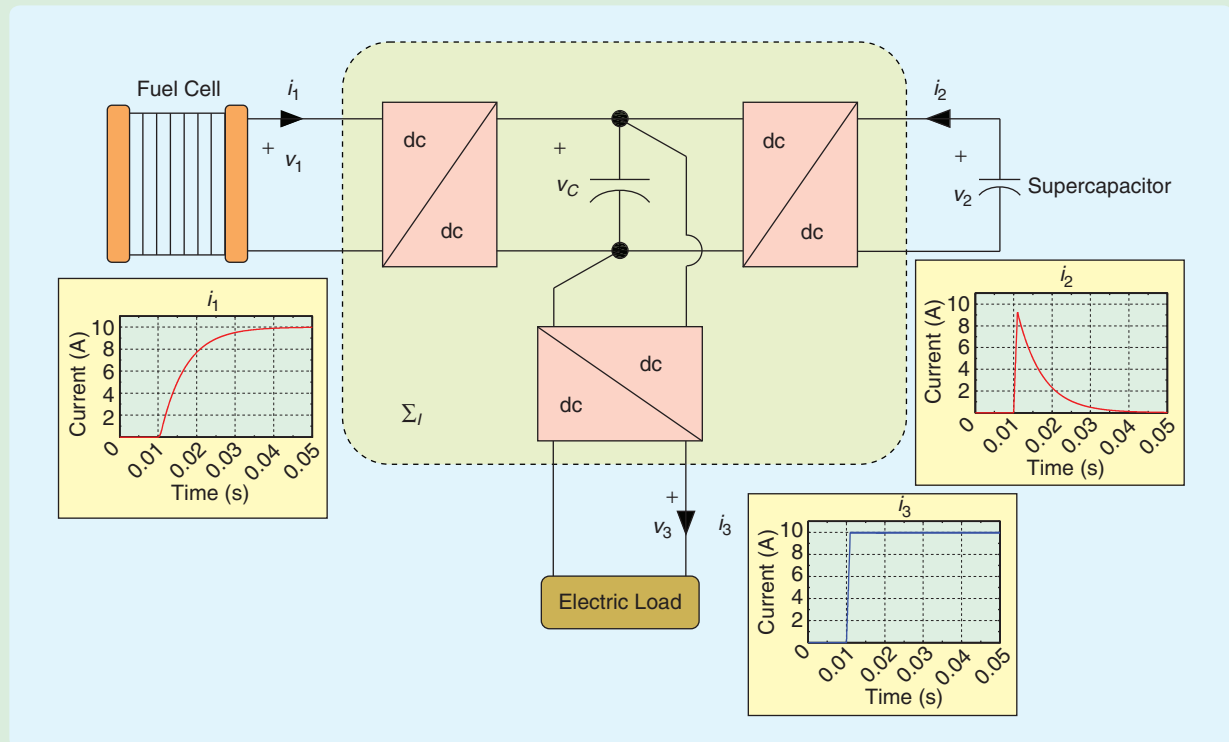 Fuel Cell
i1
+
v1
dc
dc
+
vC
dc
dc
i2
+
v2
Supercapacitor
dc
dc
ΣI
+
v3
i3
Electric Load
i1
Current (A)
10
8
6
4
2
0
0.01
0.02
0.03
0.04
0.05
Time (s)
i2
Current (A)
10
8
6
4
2
0
0.01
0.02
0.03
0.04
0.05
Time (s)
i3
Current (A)
10
8
6
4
2
0
0.01
0.02
0.03
0.04
0.05
Time (s)